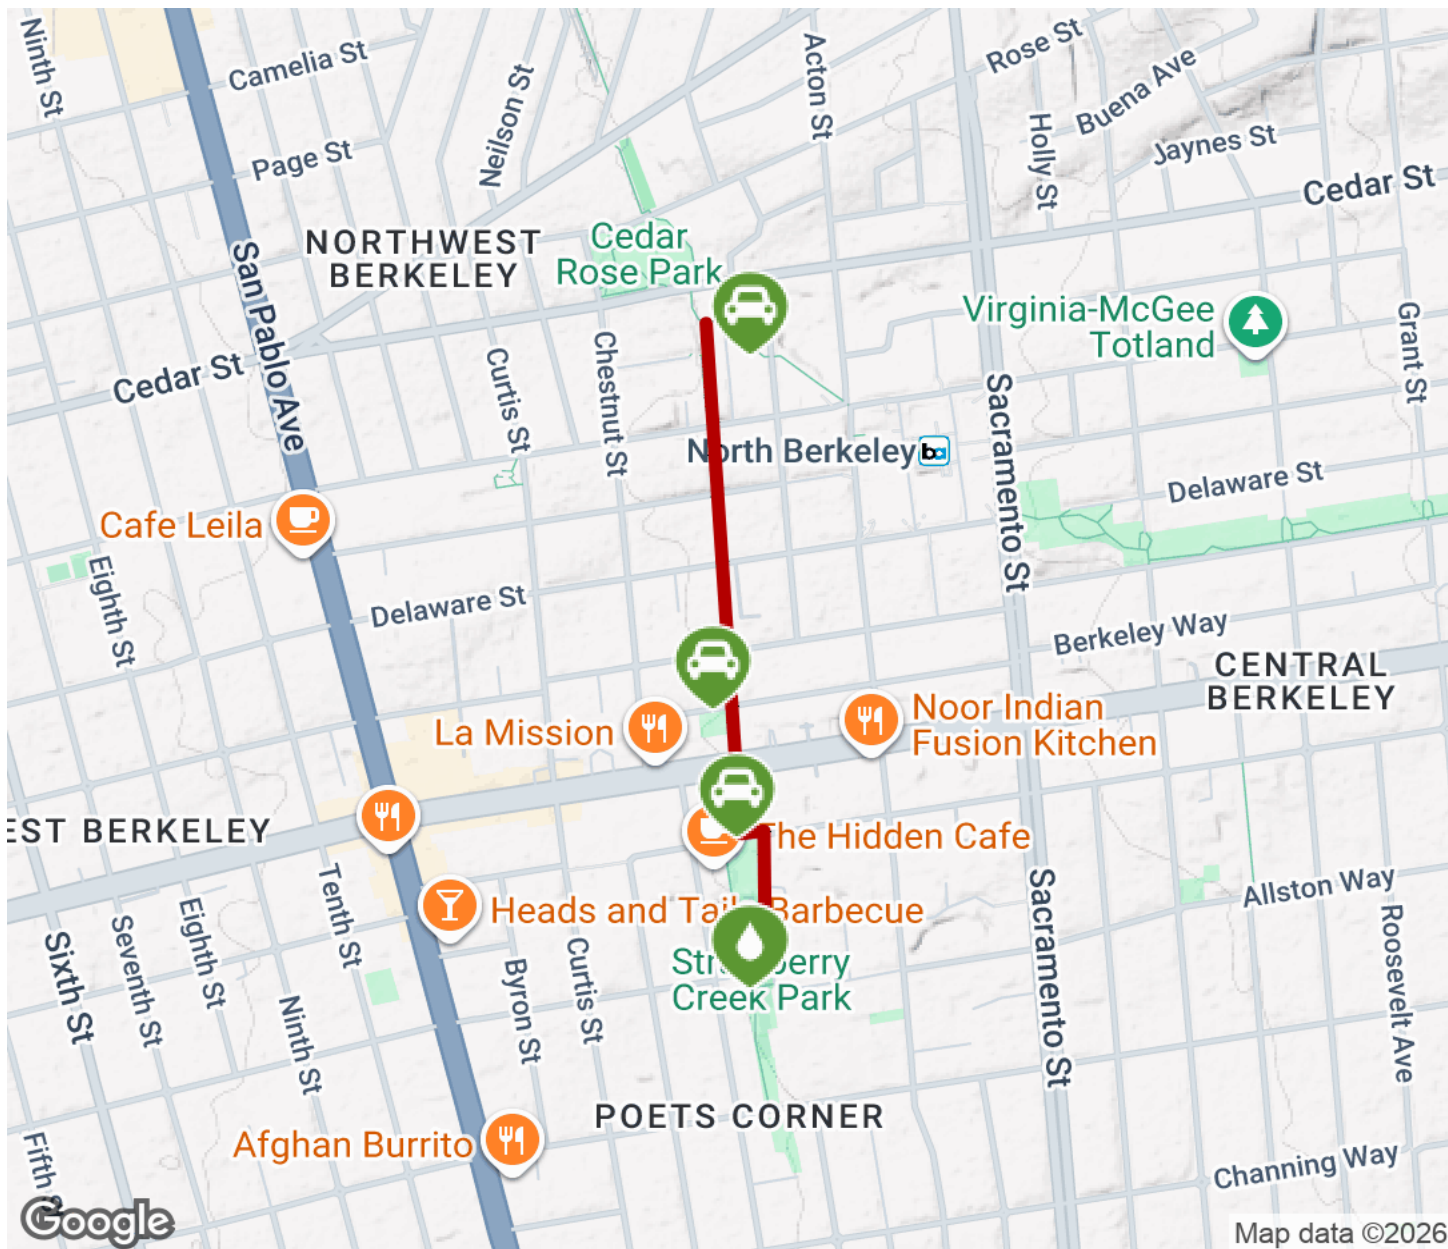 Ninth St
Camelia St
Acton St
Rose St
Buena Ave
Neilson St
Holly St
Page St
Jaynes St
Cedar St
San Pablo Ave
NORTHWEST
BERKELEY
Cedar
Rose Park
Virginia-McGee
Totland
Grant St
Cedar St
Curtis St
Chestnut St
Sacramento St
North Berkeley
Delaware St
Cafe Leila
Eighth St
Delaware St
Berkeley Way
CENTRAL
BERKELEY
La Mission
Noor Indian
Fusion Kitchen
EST BERKELEY
The Hidden Cafe
Tenth St
Sacramento St
Allston Way
Heads and Tails Barbecue
Sixth St
Seventh St
Eighth St
Byron St
Curtis St
Strawberry
Creek Park
Roosevelt Ave
Ninth St
POETS CORNER
Afghan Burrito
Fifth S
Channing Way
Google
Map data ©2026